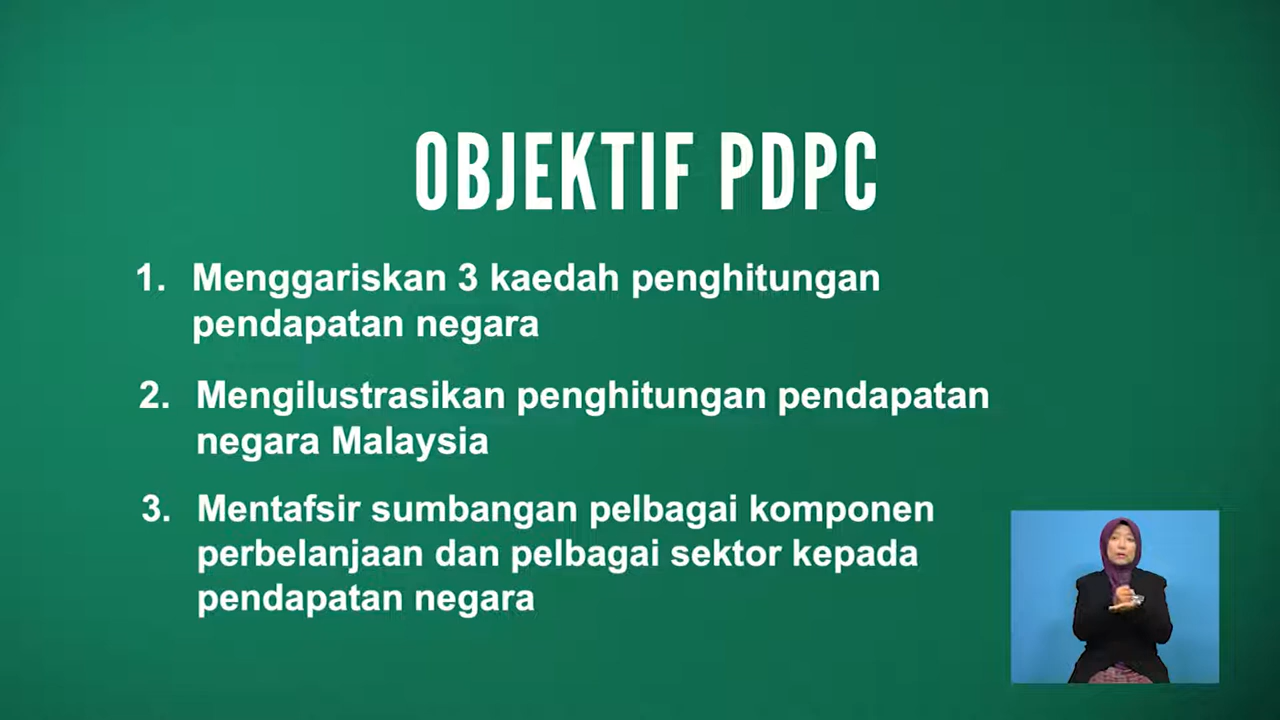 OBJEKTIF PDPC
1. Menggariskan 3 kaedah penghitungan
pendapatan negara
2. Mengilustrasikan penghitungan pendapatan
negara Malaysia
3. Mentafsir sumbangan pelbagai komponen
perbelanjaan dan pelbagai sektor kepada
pendapatan negara